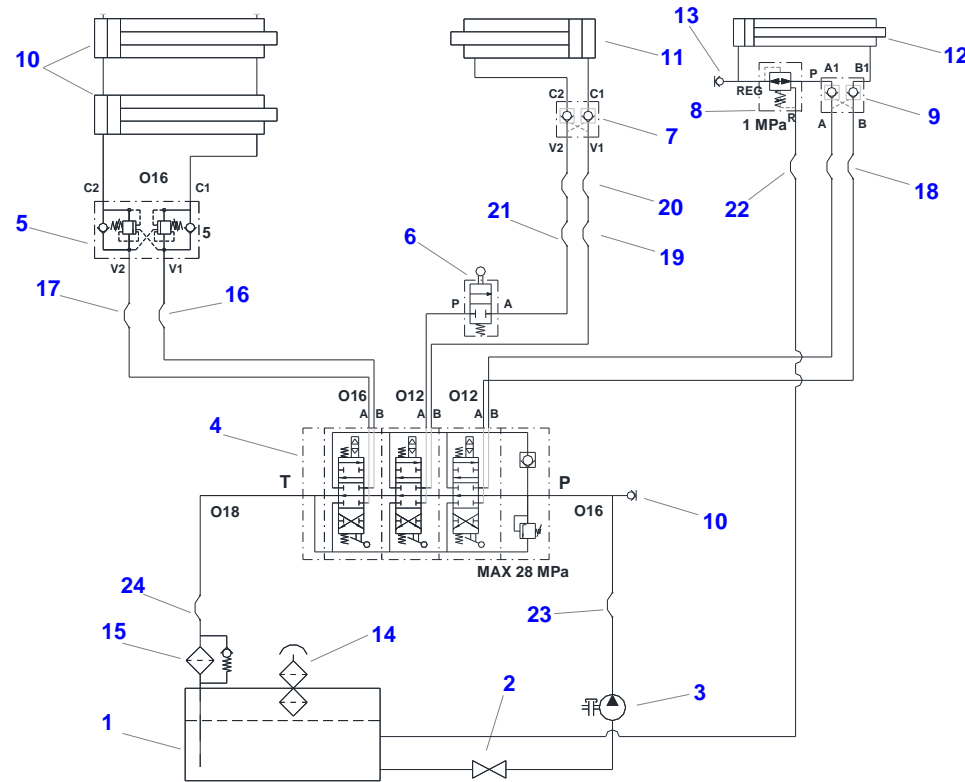 13
10
11
12
A1
B1
P
REG
C2
C1
8
R
9
7
1 MPa
A
B
V2
V1
O16
C2
C1
18
20
22
21
5
5
6
19
V2
V1
17
16
P
A
O16
O12
O12
4
A
B
A
B
A
B
T
P
O18
O16
10
MAX 28 MPa
24
23
15
14
2
3
1